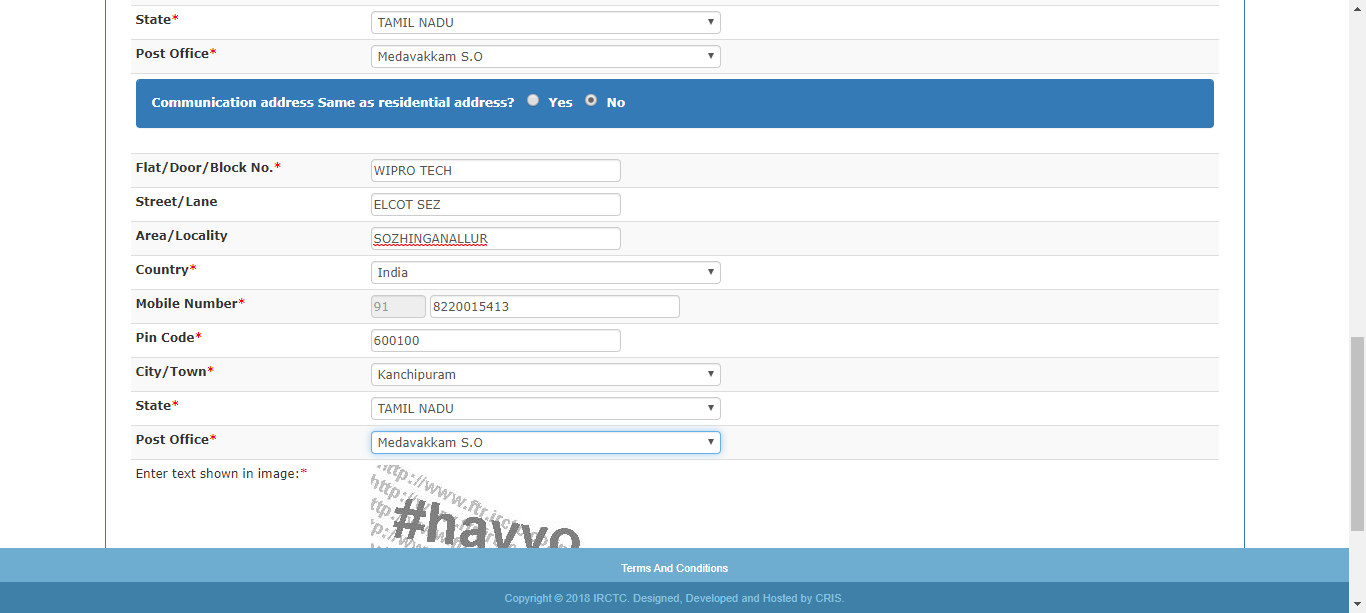 State* TAMIL NADU
Post Office* Medavakkam S.O
Communication address Same as residential address? Yes No
Flat/Door/Block No.* WIPRO TECH
Street/Lane ELCOT SEZ
Area/Locality SOZHINGANALLUR
Country* India
Mobile Number* 91 8220015413
Pin Code* 600100
City/Town* Kanchipuram
State* TAMIL NADU
Post Office* Medavakkam S.O
Enter text shown in image:*
http://www.ftr.irctc.co
Terms And Conditions
Copyright © 2018 IRCTC. Designed, Developed and Hosted by CRIS.